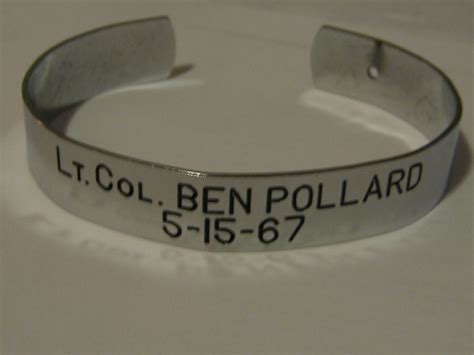 LT. COL. BEN POLLARD
5-15-67